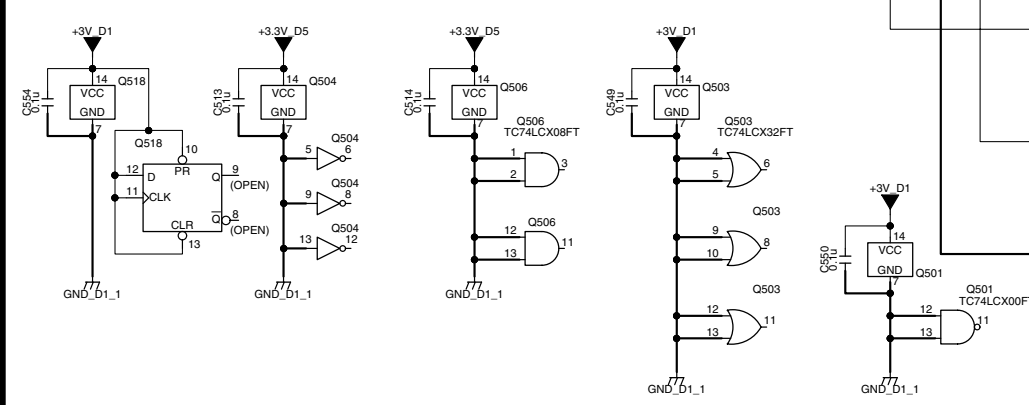 +3V_D1
14
Q518
VCC
GND
7
C554
0.1u
Q518
10
PR
12
D
Q
9
(OPEN)
11
CLK
Q
8
(OPEN)
CLR
13
GND_D1_1
+3.3V_D5
14
Q504
VCC
GND
7
C513
0.1u
Q504
5
6
Q504
9
8
Q504
13
12
GND_D1_1
+3.3V_D5
14
Q506
VCC
GND
7
C514
0.1u
Q506
TC74LCX08FT
1
2
3
Q506
12
13
11
GND_D1_1
+3V_D1
14
Q503
VCC
GND
7
C549
0.1u
Q503
TC74LCX32FT
4
5
6
Q503
9
10
8
Q503
12
13
11
GND_D1_1
+3V_D1
14
VCC
GND
7
Q501
C550
0.1u
Q501
TC74LCX00FT
12
13
11
GND_D1_1